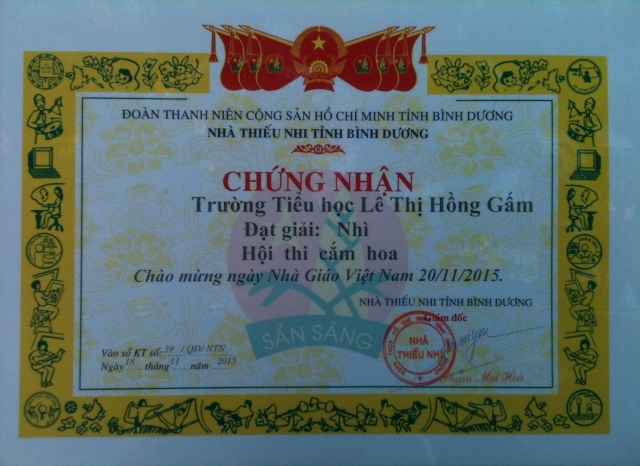 ĐOÀN THANH NIÊN CỘNG SẢN HỒ CHÍ MINH TỈNH BÌNH DƯƠNG
NHÀ THIẾU NHI TỈNH BÌNH DƯƠNG
CHỨNG NHẬN
Trường Tiểu học Lê Thị Hồng Gấm
Đạt giải: Nhì
Hội thi cắm hoa
Chào mừng ngày Nhà Giáo Việt Nam 20/11/2015.
NHÀ THIẾU NHI TỈNH BÌNH DƯƠNG
Giám đốc
SẴN SÀNG
NHÀ
THIẾU NHI
Vào sổ KT số: 39 /QĐ/NTN
Ngày 18 tháng 11 năm 2015
Mai Hoa